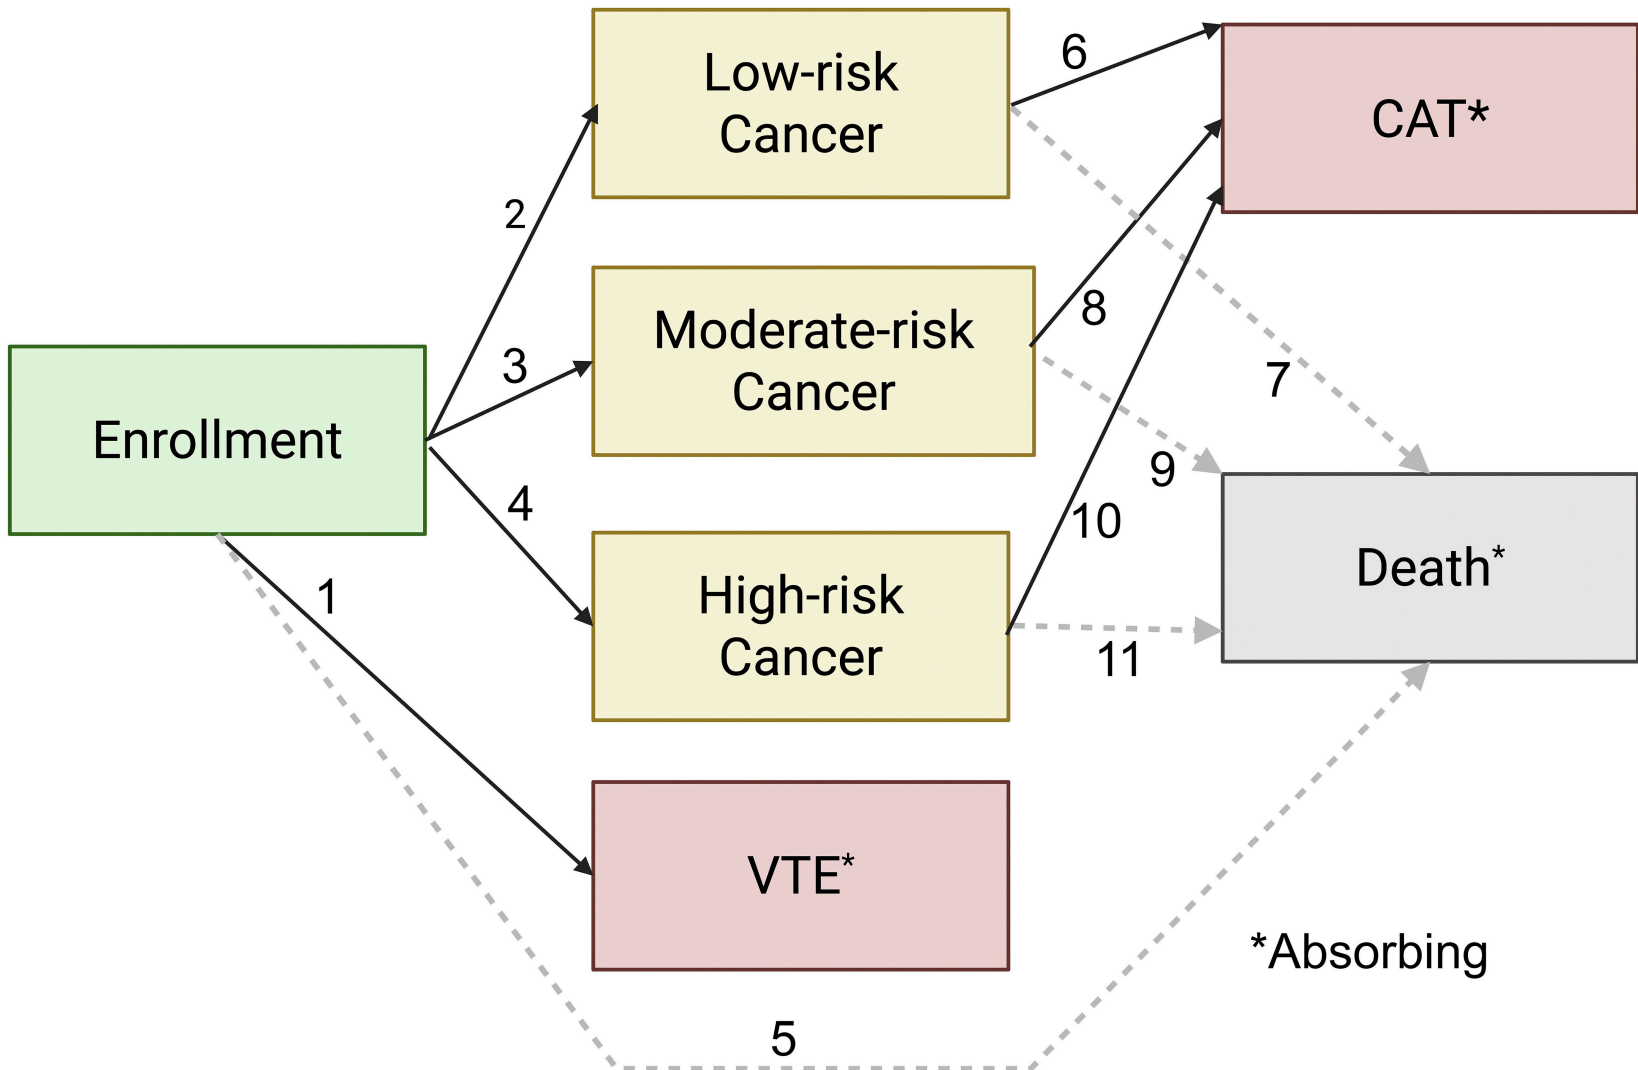 Low-risk
Cancer
6
CAT*
2
Moderate-risk
Cancer
8
3
7
Enrollment
9
4
10
High-risk
Cancer
Death*
1
11
VTE*
*Absorbing
5